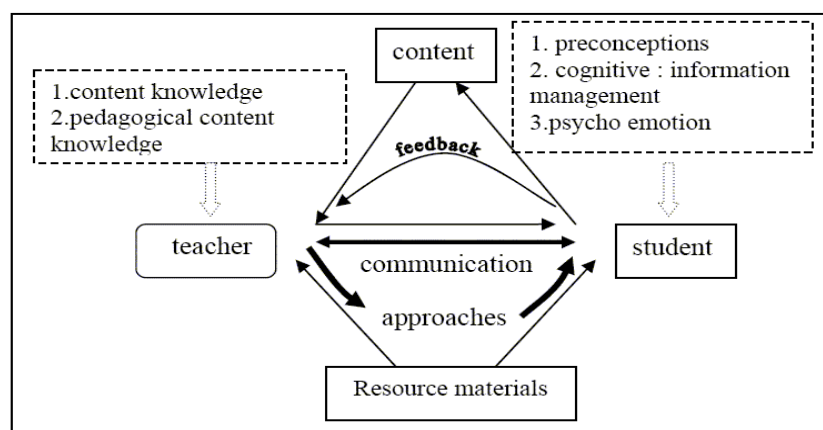 content
1. preconceptions
2. cognitive : information
management
3.psycho emotion
1.content knowledge
2.pedagogical content
knowledge
feedback
teacher
student
communication
approaches
Resource materials